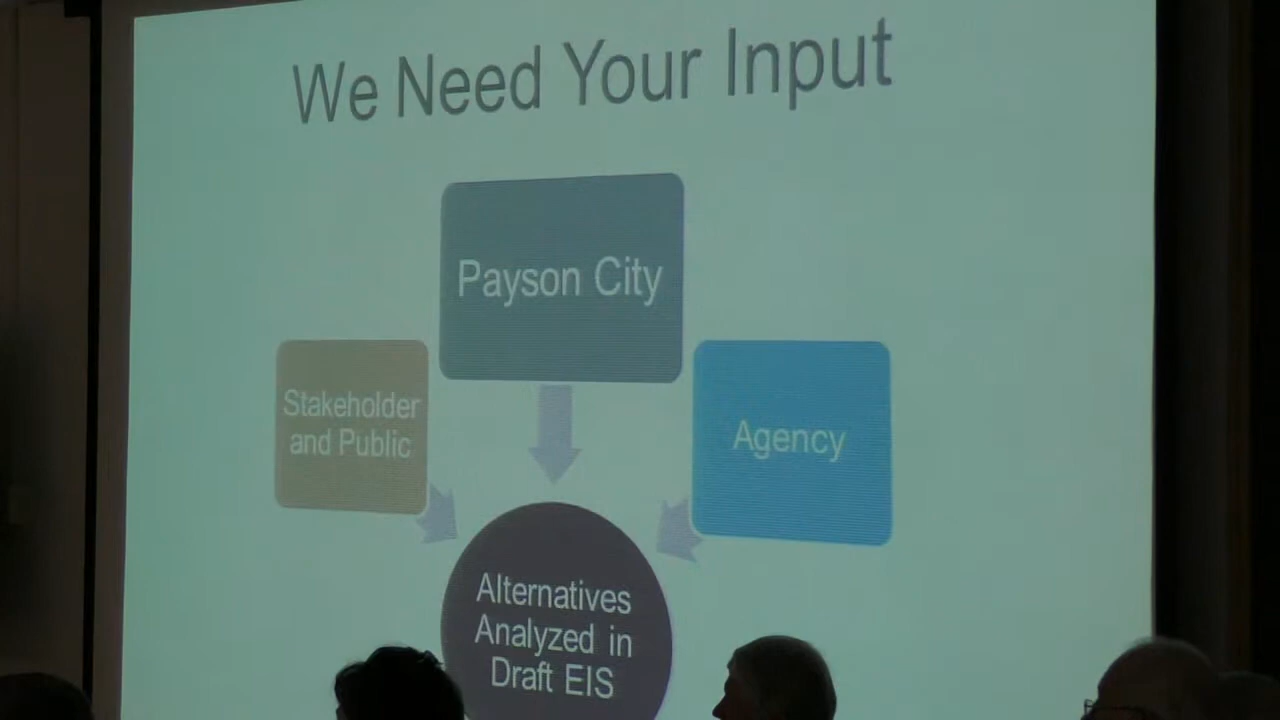 We Need Your Input
Payson City
Stakeholder
and Public
Agency
Alternatives
Analyzed in
Draft EIS